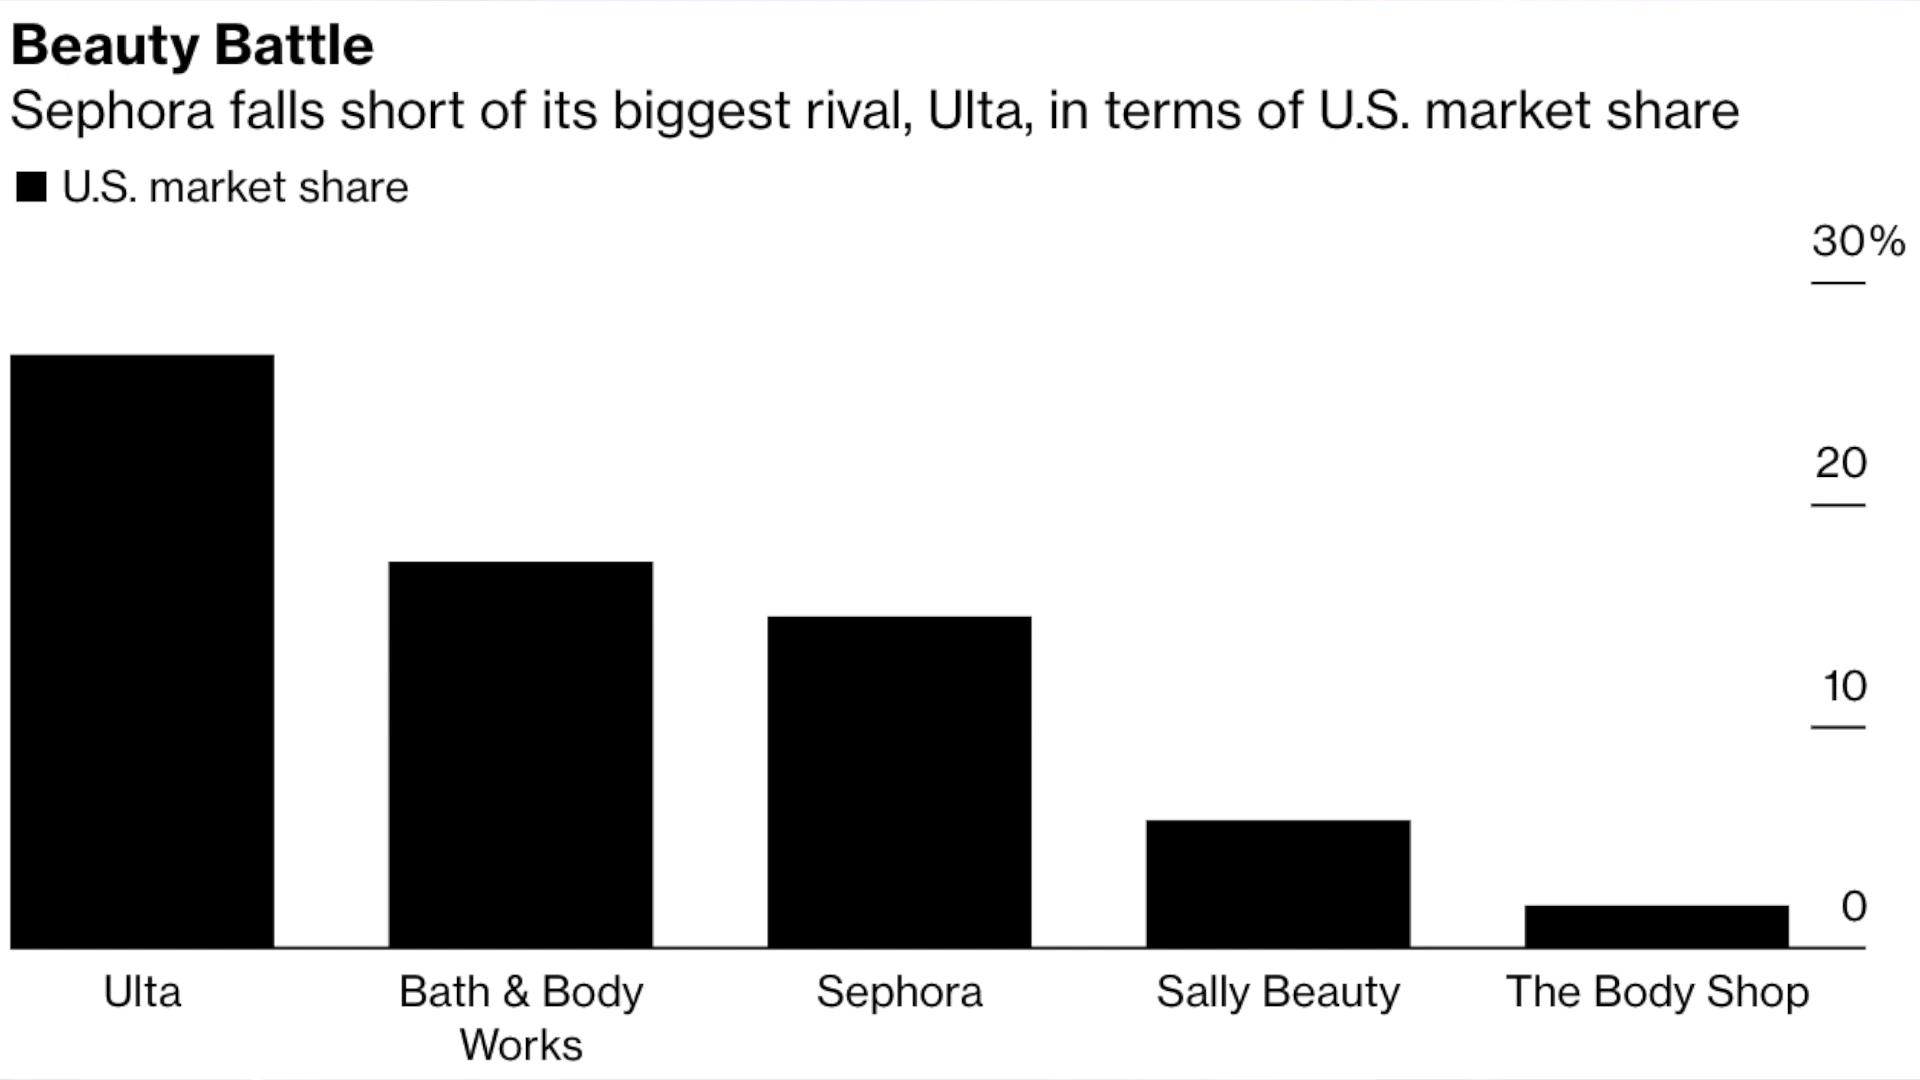 Beauty Battle
Sephora falls short of its biggest rival, Ulta, in terms of U.S. market share
U.S. market share
30%
20
10
0
Ulta
Bath & Body
Works
Sephora
Sally Beauty
The Body Shop